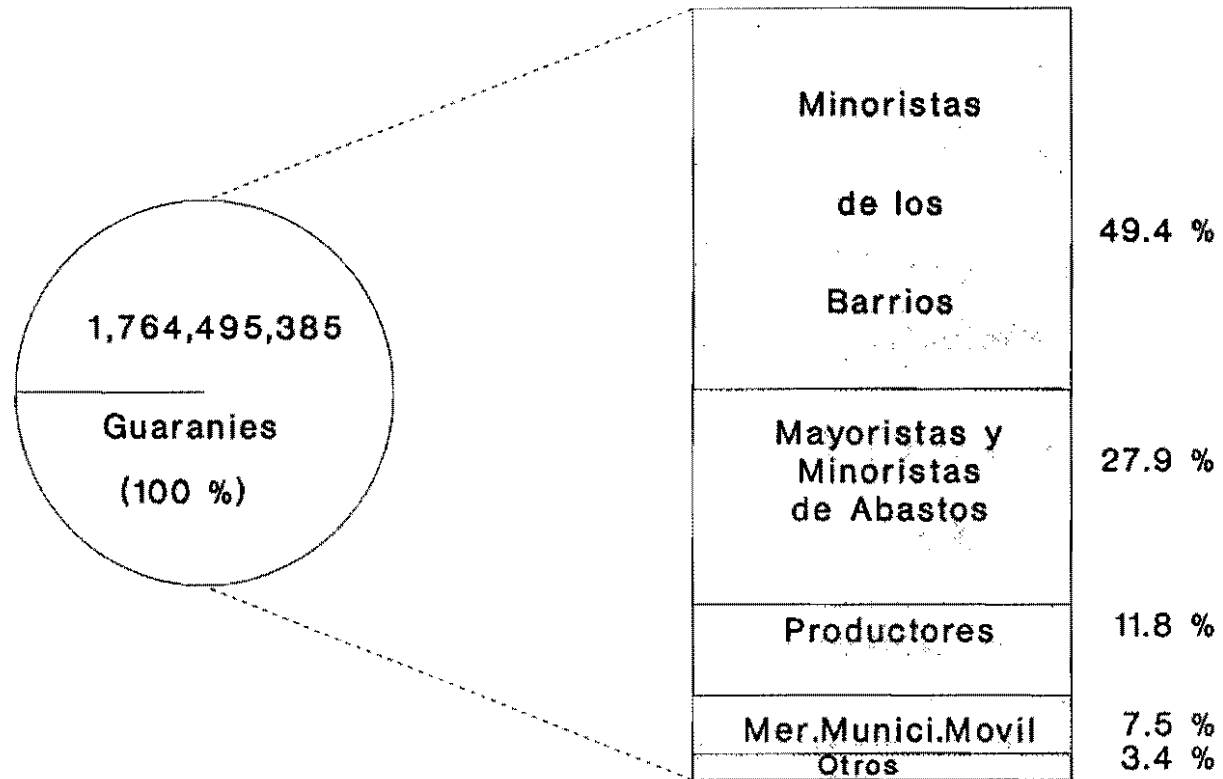 1,764,495,385
Guaranies
(100 %)
Minoristas
de los
Barrios
49.4 %
Mayoristas y
Minoristas
de Abastos
27.9 %
Productores
11.8 %
Mer.Munici.Movil
7.5 %
Otros
3.4 %